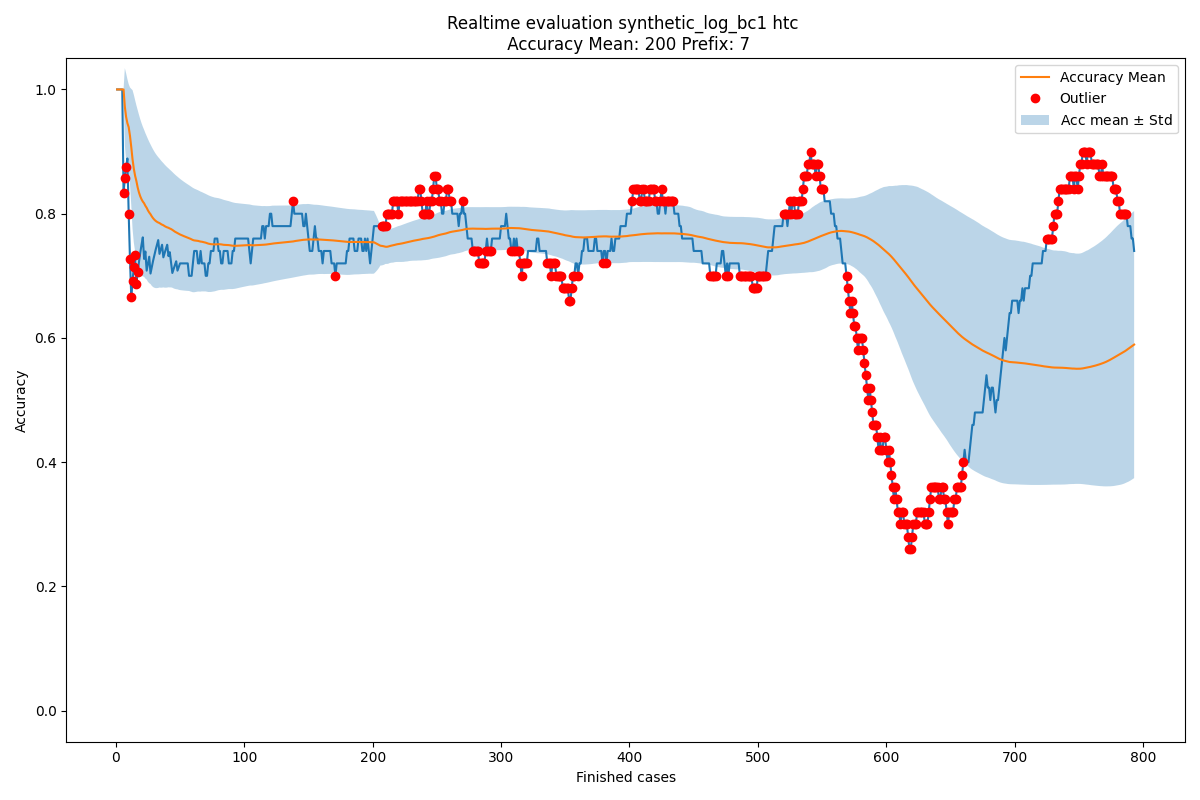 Realtime evaluation synthetic_log_bc1 htc
Accuracy Mean: 200 Prefix: 7
Accuracy Mean
Outlier
Acc mean ± Std
1.0
0.8
0.6
0.4
0.2
0.0
Accuracy
0 100 200 300 400 500 600 700 800
Finished cases